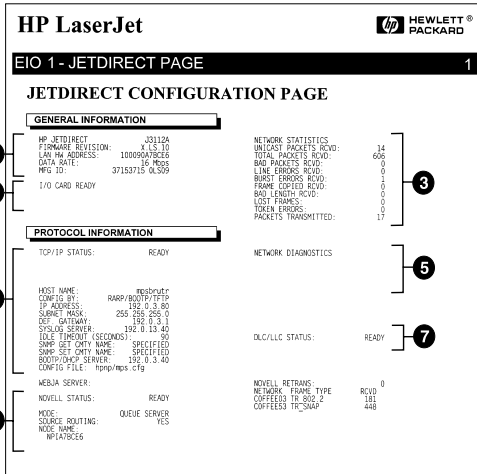 HP LaserJet
hp HEWLETT® PACKARD
EIO 1 - JETDIRECT PAGE 1
JETDIRECT CONFIGURATION PAGE
GENERAL INFORMATION
HP JETDIRECT J3112A
FIRMWARE REVISION: X.LS.10
LAN HW ADDRESS: 100090A7BCE6
DATA RATE: 16 Mbps
MFG ID: 37153715 0LS09
I/O CARD READY
NETWORK STATISTICS
UNICAST PACKETS RCVD: 14
TOTAL PACKETS RCVD: 606
BAD PACKETS RCVD: 0
LINE ERRORS RCVD: 0
BURST ERRORS RCVD: 1
FRAME COPIED RCVD: 0
BAD LENGTH RCVD: 0
LOST FRAMES: 0
TOKEN ERRORS: 0
PACKETS TRANSMITTED: 17
3
PROTOCOL INFORMATION
TCP/IP STATUS: READY
HOST NAME: mpsbrutr
CONFIG BY: RARP/BOOTP/TFTP
IP ADDRESS: 192.0.3.80
SUBNET MASK: 255.255.255.0
DEF. GATEWAY: 192.0.3.1
SYSLOG SERVER: 192.0.13.40
IDLE TIMEOUT (SECONDS): 90
SNMP GET CMTY NAME: SPECIFIED
SNMP SET CMTY NAME: SPECIFIED
BOOTP/DHCP SERVER: 192.0.3.40
CONFIG FILE: hpnp/mps.cfg
WEBJA SERVER:
NOVELL STATUS: READY
MODE: QUEUE SERVER
SOURCE ROUTING: YES
NODE NAME:
NPIA7BCE6
NETWORK DIAGNOSTICS
5
DLC/LLC STATUS: READY
7
NOVELL RETRANS: 0
NETWORK FRAME TYPE RCVD
COFFEE03 TR_802.2 181
COFFEE53 TR_SNAP 448